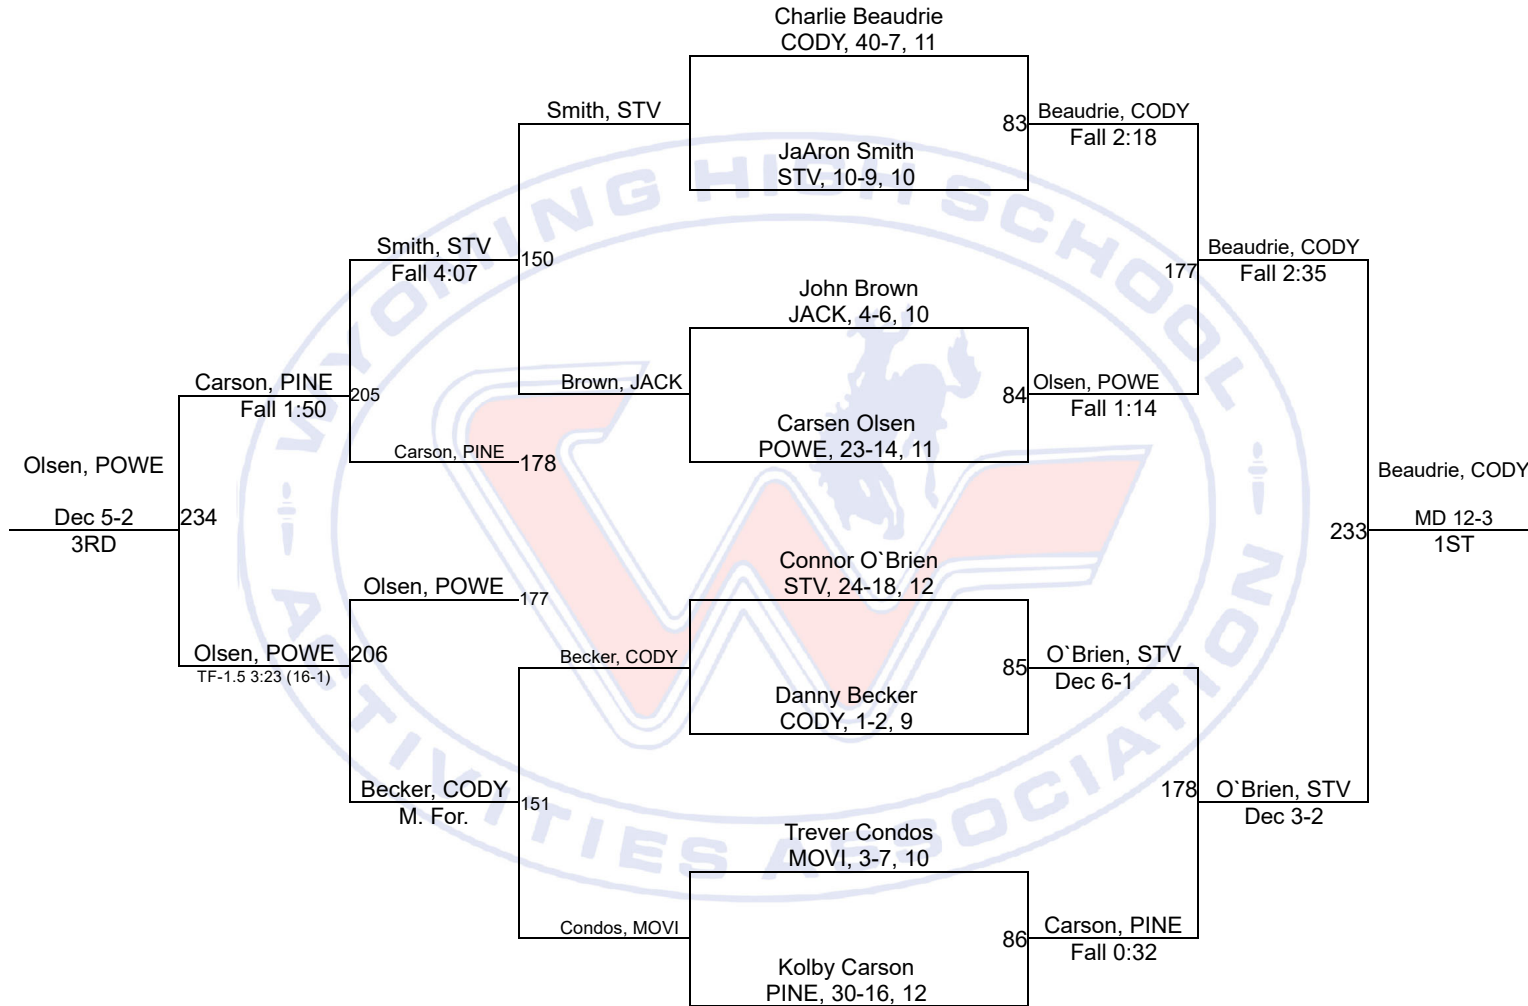 Charlie Beaudrie
CODY, 40-7, 11
Smith, STV
83
Beaudrie, CODY
Fall 2:18
JaAron Smith
STV, 10-9, 10
Smith, STV
Fall 4:07
150
177
Beaudrie, CODY
Fall 2:35
John Brown
JACK, 4-6, 10
Carson, PINE
Fall 1:50
205
Brown, JACK
84
Olsen, POWE
Fall 1:14
Carsen Olsen
POWE, 23-14, 11
Carson, PINE
178
Olsen, POWE
Dec 5-2
3RD
234
Beaudrie, CODY
233
MD 12-3
1ST
Connor O`Brien
STV, 24-18, 12
Olsen, POWE
177
Olsen, POWE
TF-1.5 3:23 (16-1)
206
Becker, CODY
85
O`Brien, STV
Dec 6-1
Danny Becker
CODY, 1-2, 9
Becker, CODY
M. For.
151
178
O`Brien, STV
Dec 3-2
Trever Condos
MOVI, 3-7, 10
Condos, MOVI
86
Carson, PINE
Fall 0:32
Kolby Carson
PINE, 30-16, 12
WYOMING HIGH SCHOOL
ACTIVITIES ASSOCIATION